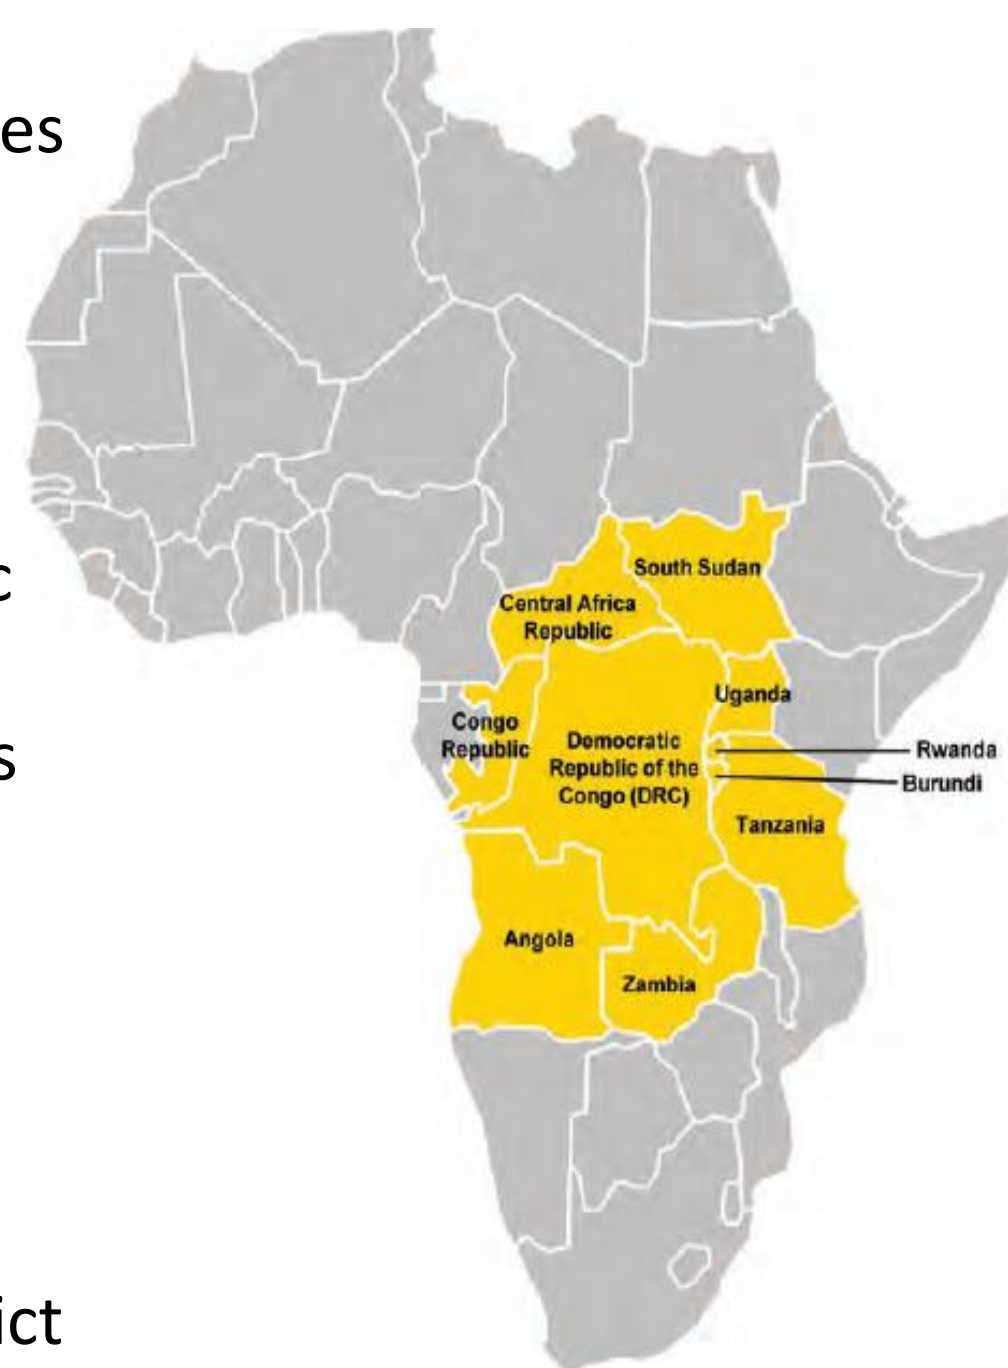 es
c
s
ict
South Sudan
Central Africa
Republic
Uganda
Congo
Republic
Democratic
Republic of the
Congo (DRC)
Rwanda
Burundi
Tanzania
Angola
Zambia